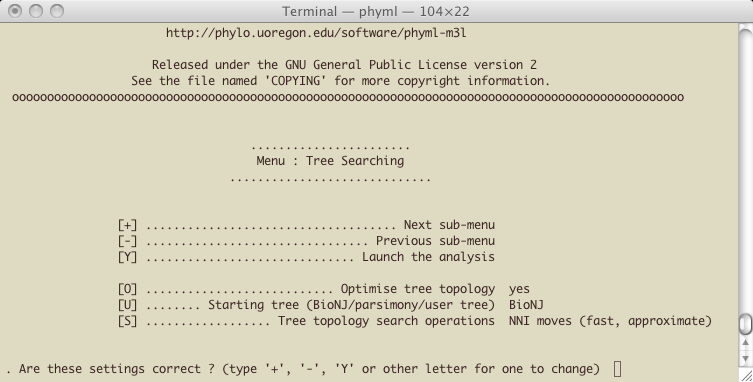 Terminal — phyml — 104×22
http://phylo.uoregon.edu/software/phyml-m3l
Released under the GNU General Public License version 2
See the file named 'COPYING' for more copyright information.
oooooooooooooooooooooooooooooooooooooooooooooooooooooooooooooooooooooooooooooooooooooooooooooooo
.......................
Menu : Tree Searching
.............................
[+] .................................... Next sub-menu
[-] ................................ Previous sub-menu
[Y] .............................. Launch the analysis
[O] ........................... Optimise tree topology yes
[U] ........ Starting tree (BioNJ/parsimony/user tree) BioNJ
[S] .................. Tree topology search operations NNI moves (fast, approximate)
. Are these settings correct ? (type '+', '-', 'Y' or other letter for one to change)